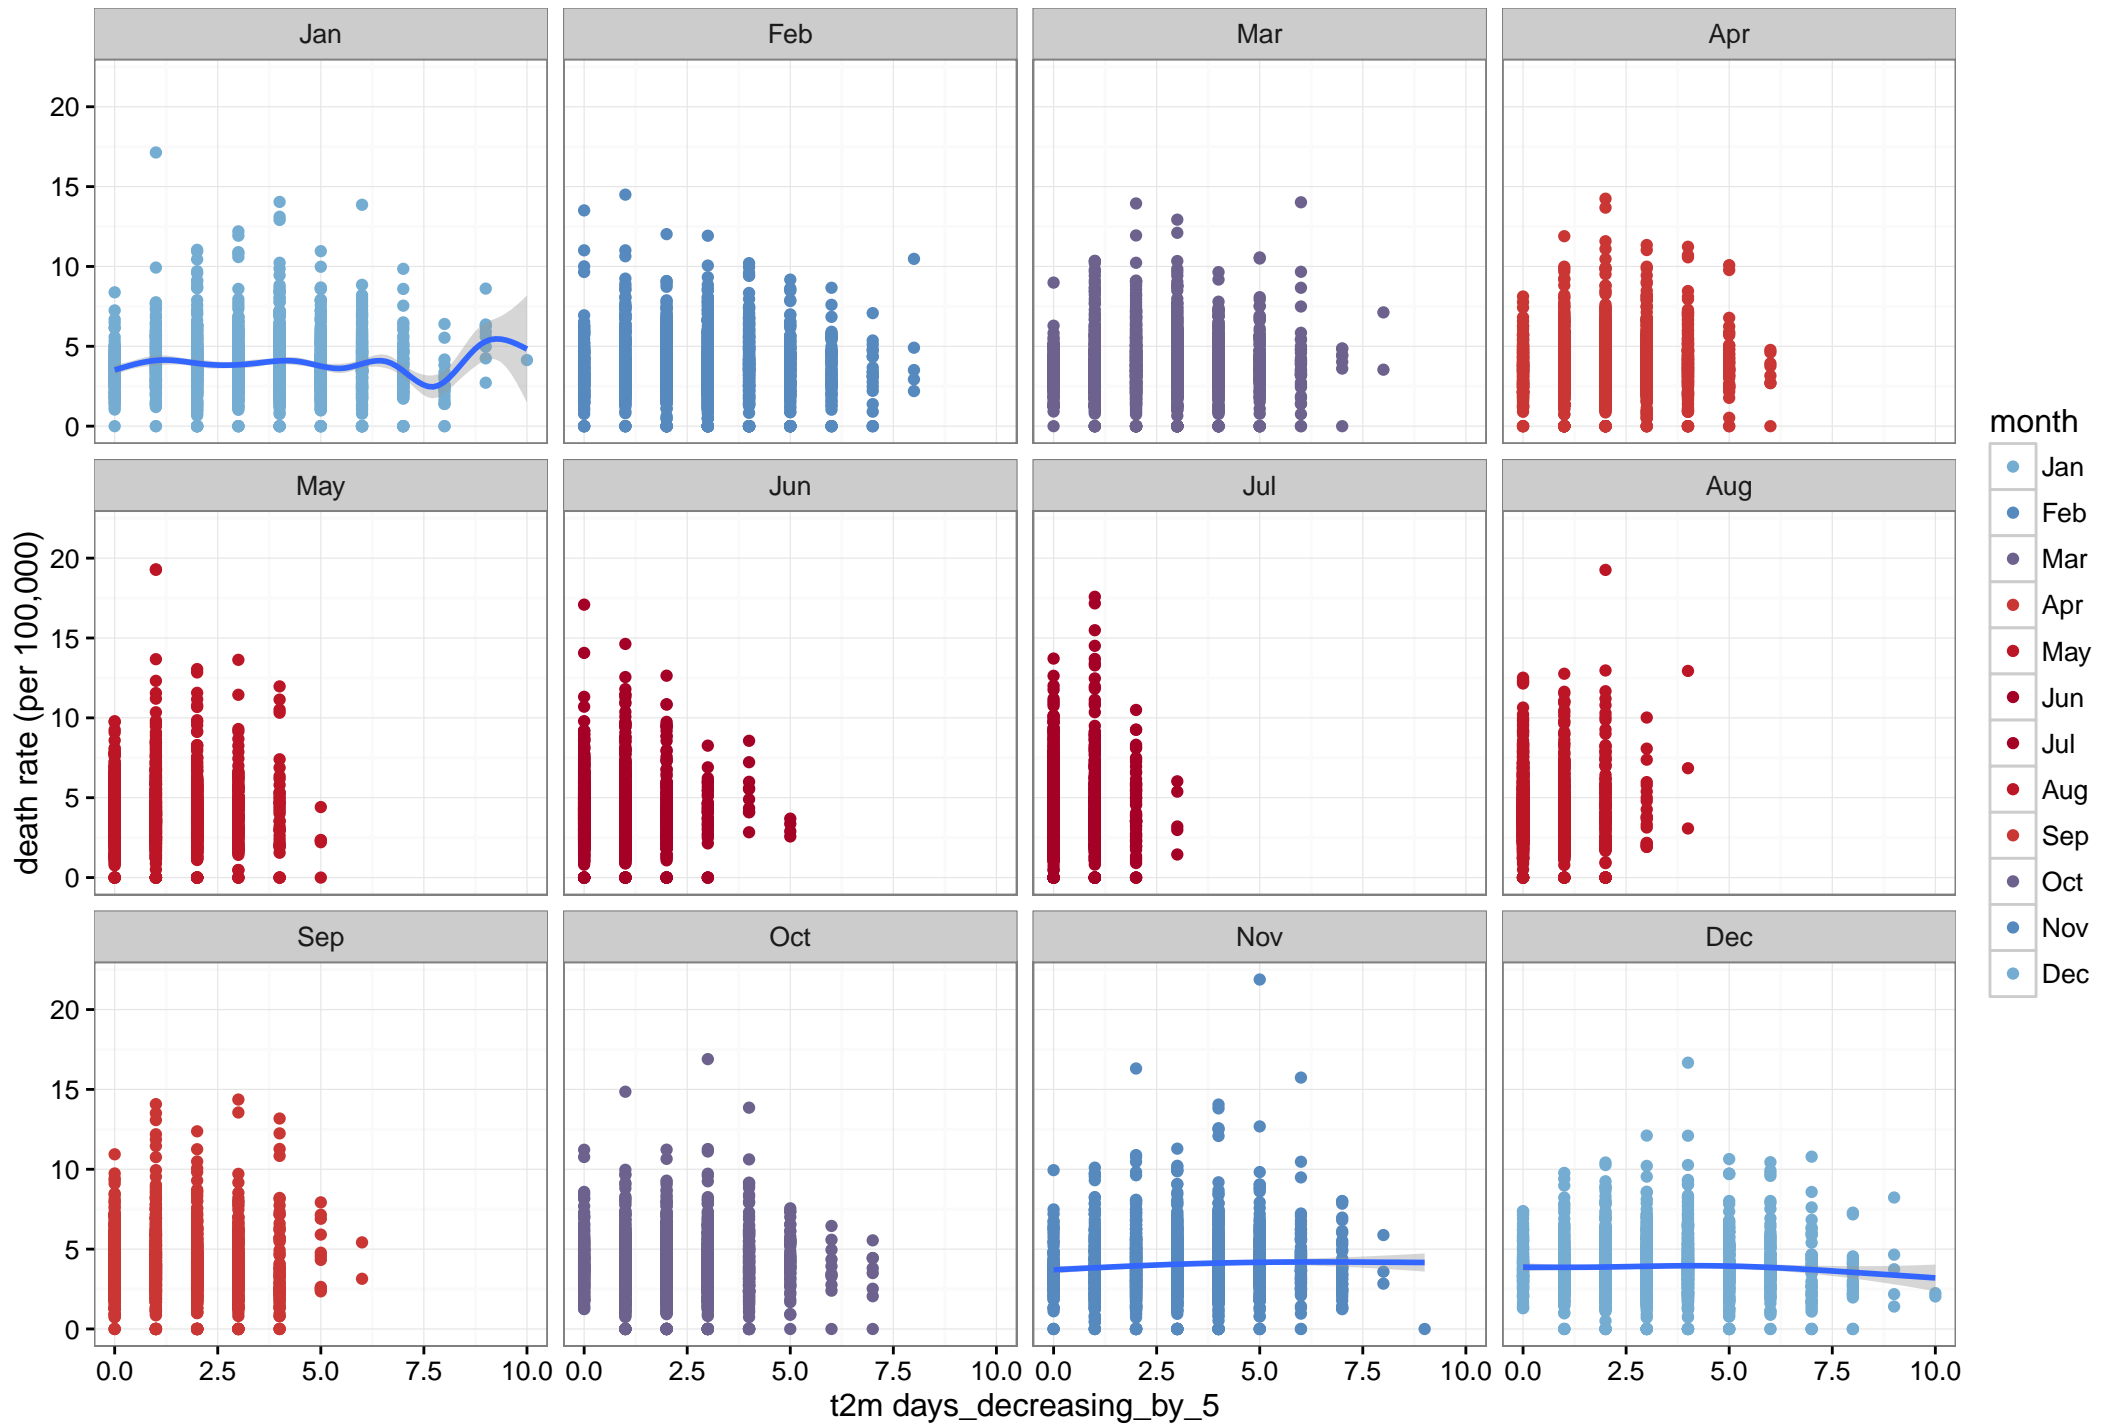 Jan Feb Mar Apr
20
15
10
5
0
May Jun Jul Aug
20
15
10
5
0
Sep Oct Nov Dec
20
15
10
5
0
0.0 2.5 5.0 7.5 10.0 0.0 2.5 5.0 7.5 10.0 0.0 2.5 5.0 7.5 10.0 0.0 2.5 5.0 7.5 10.0
t2m days_decreasing_by_5
death rate (per 100,000)
month
Jan
Feb
Mar
Apr
May
Jun
Jul
Aug
Sep
Oct
Nov
Dec